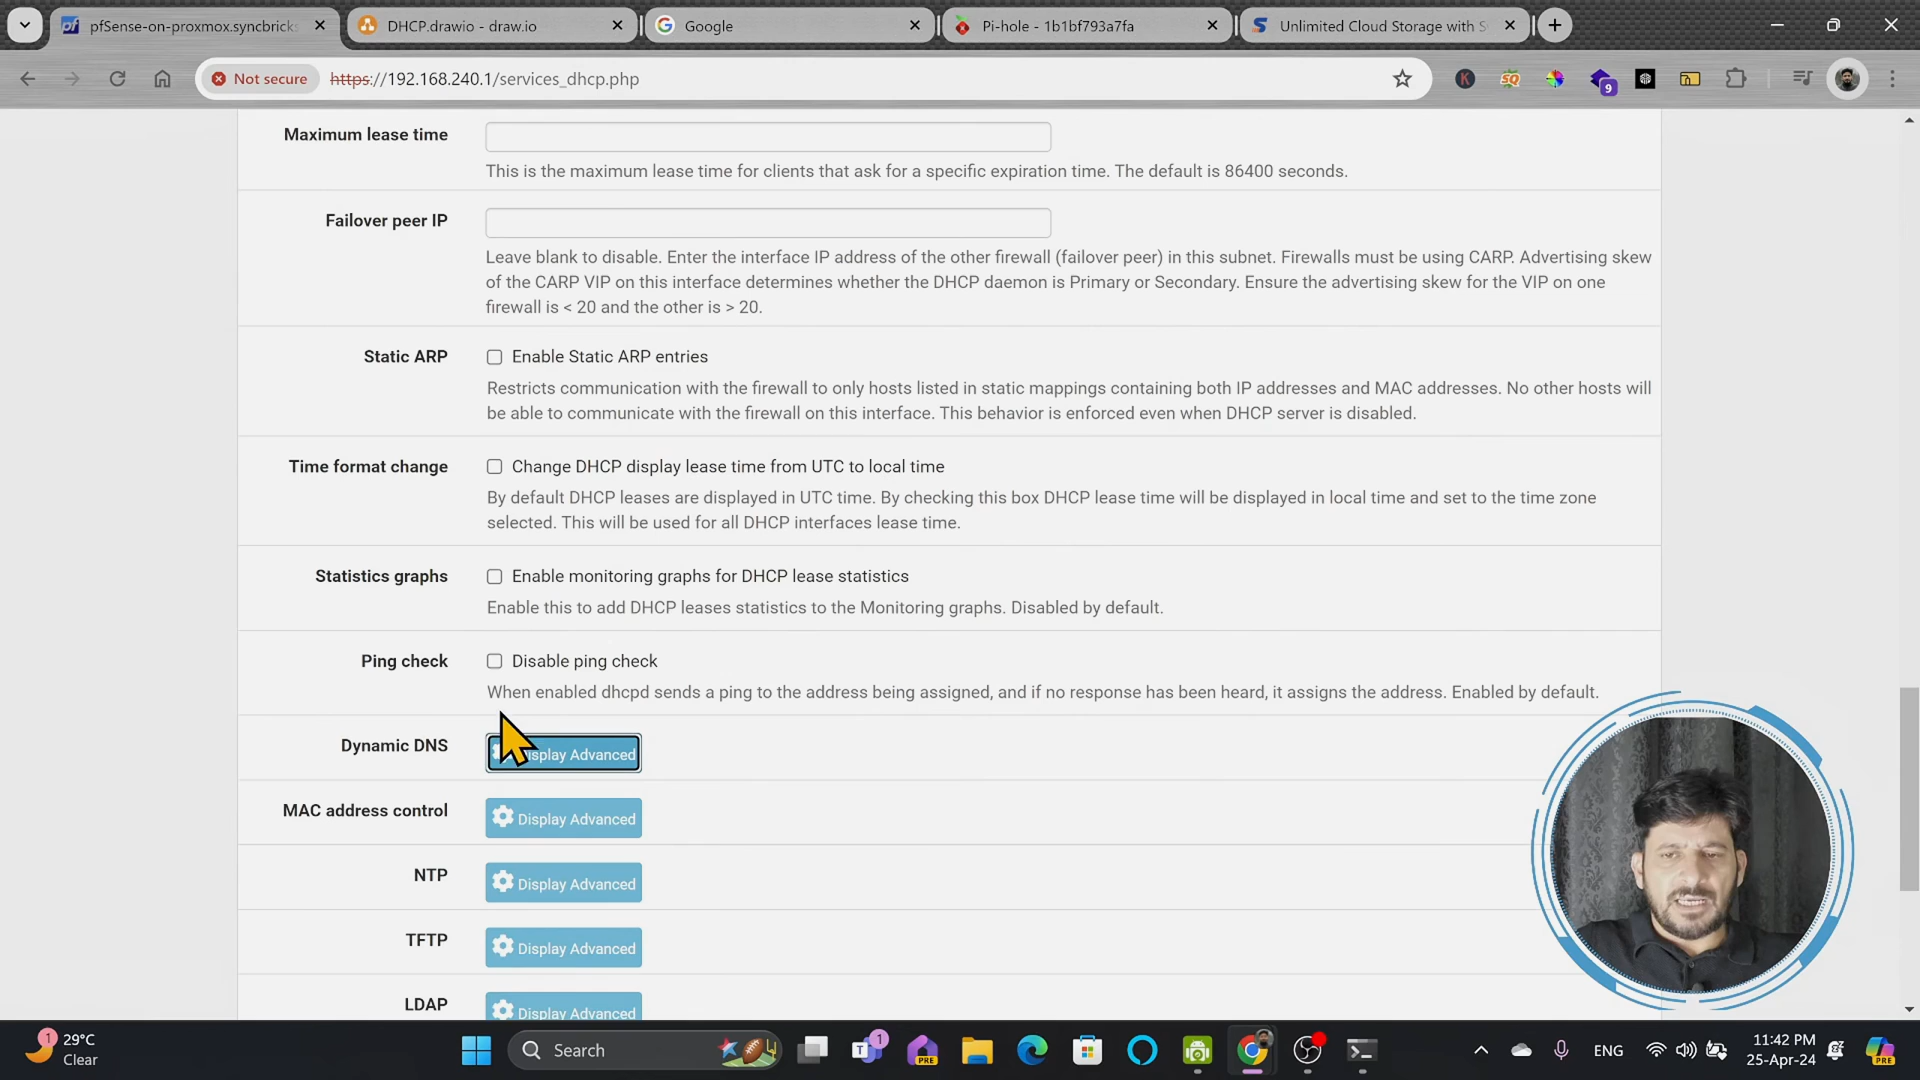 pfSense-on-proxmox.syncbricks
DHCP.drawio - draw.io
Google
Pi-hole - 1b1bf793a7fa
Unlimited Cloud Storage with S
Not secure
https://192.168.240.1/services_dhcp.php
9
Maximum lease time
This is the maximum lease time for clients that ask for a specific expiration time. The default is 86400 seconds.
Failover peer IP
Leave blank to disable. Enter the interface IP address of the other firewall (failover peer) in this subnet. Firewalls must be using CARP. Advertising skew
of the CARP VIP on this interface determines whether the DHCP daemon is Primary or Secondary. Ensure the advertising skew for the VIP on one
firewall is < 20 and the other is > 20.
Static ARP
Enable Static ARP entries
Restricts communication with the firewall to only hosts listed in static mappings containing both IP addresses and MAC addresses. No other hosts will
be able to communicate with the firewall on this interface. This behavior is enforced even when DHCP server is disabled.
Time format change
Change DHCP display lease time from UTC to local time
By default DHCP leases are displayed in UTC time. By checking this box DHCP lease time will be displayed in local time and set to the time zone
selected. This will be used for all DHCP interfaces lease time.
Statistics graphs
Enable monitoring graphs for DHCP lease statistics
Enable this to add DHCP leases statistics to the Monitoring graphs. Disabled by default.
Ping check
Disable ping check
When enabled dhcpd sends a ping to the address being assigned, and if no response has been heard, it assigns the address. Enabled by default.
Dynamic DNS
Display Advanced
MAC address control
Display Advanced
NTP
Display Advanced
TFTP
Display Advanced
LDAP
Display Advanced
1
29°C
Clear
Search
1
PRE
ENG
11:42 PM
25-Apr-24
PRE